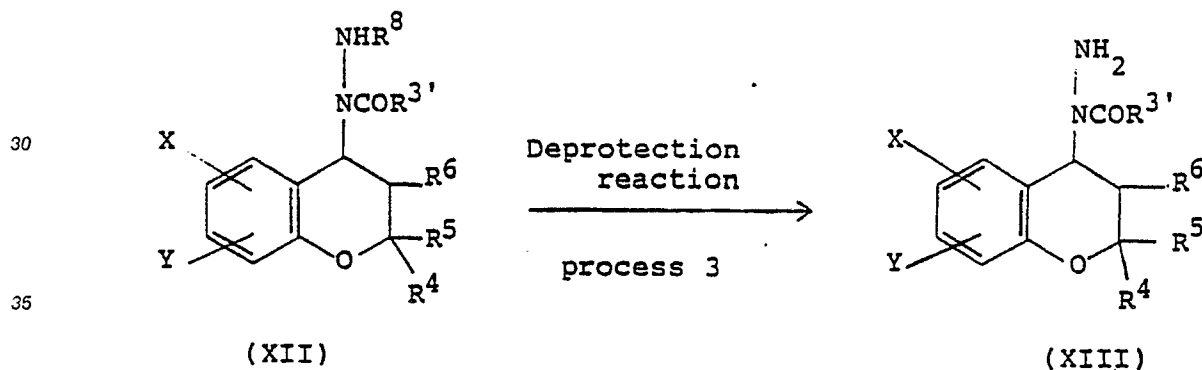 NHR⁸
NCOR³'
X
R⁶
R⁵
Y
O
R⁴
(XII)
30
35
Deprotection
reaction
process 3
NH₂
NCOR³'
X
R⁶
R⁵
Y
O
R⁴
(XIII)